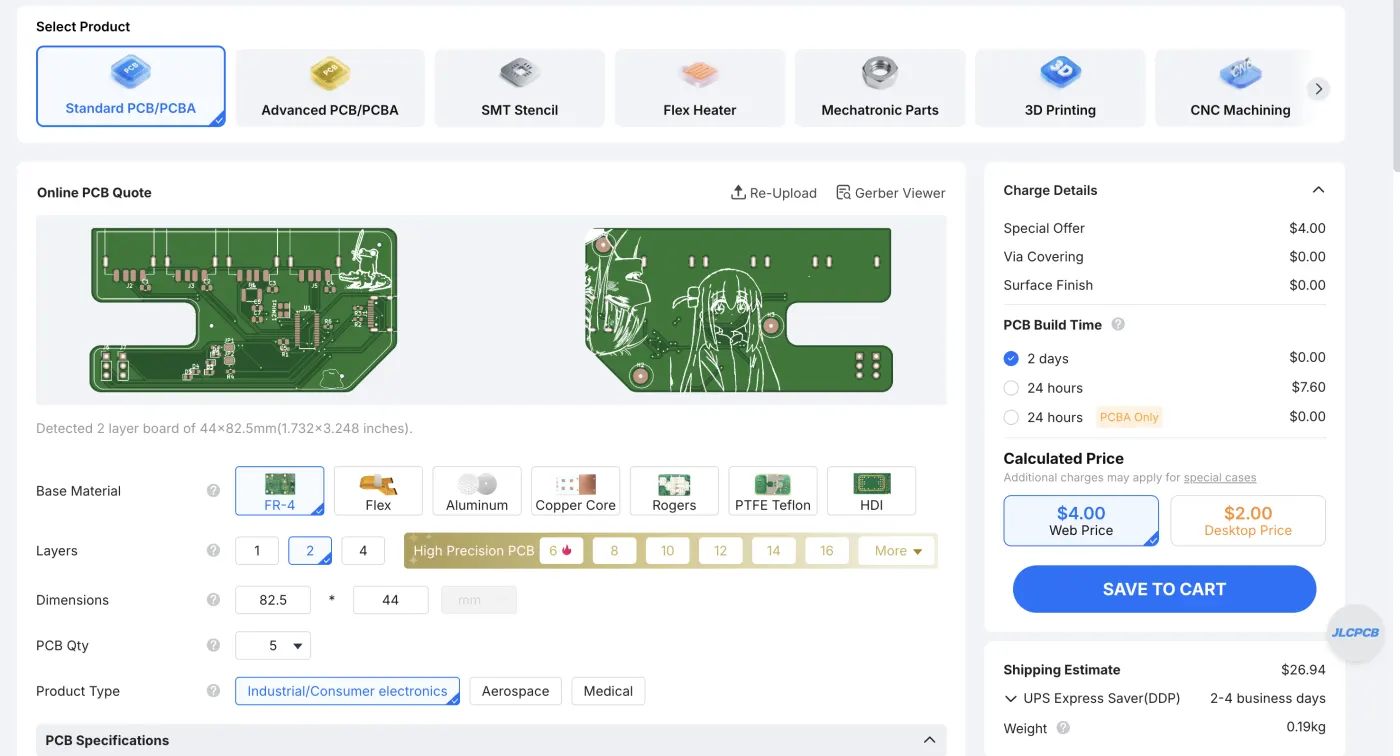 Select Product
Standard PCB/PCBA
Advanced PCB/PCBA
SMT Stencil
Flex Heater
Mechatronic Parts
3D Printing
CNC Machining
Online PCB Quote
Re-Upload
Gerber Viewer
Detected 2 layer board of 44×82.5mm(1.732×3.248 inches).
Base Material
FR-4
Flex
Aluminum
Copper Core
Rogers
PTFE Teflon
HDI
Layers
1
2
4
High Precision PCB
6
8
10
12
14
16
More
Dimensions
82.5
*
44
mm
PCB Qty
5
Product Type
Industrial/Consumer electronics
Aerospace
Medical
PCB Specifications
Charge Details
Special Offer $4.00
Via Covering $0.00
Surface Finish $0.00
PCB Build Time
2 days $0.00
24 hours $7.60
24 hours PCBA Only $0.00
Calculated Price
Additional charges may apply for special cases
$4.00
Web Price
$2.00
Desktop Price
SAVE TO CART
JLCPCB
Shipping Estimate $26.94
UPS Express Saver(DDP) 2-4 business days
Weight 0.19kg